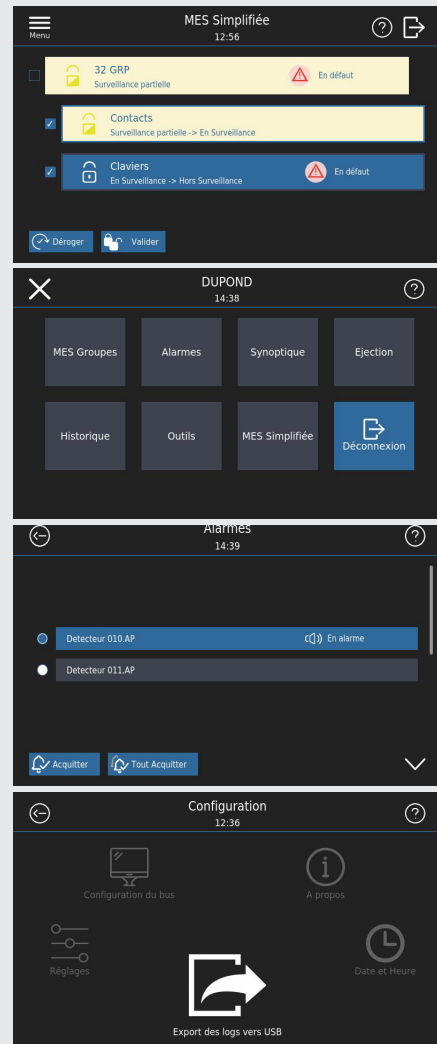 MES Simplifiée
Menu
12:56
32 GRP
Surveillance partielle
En défaut
Contacts
Surveillance partielle -> En Surveillance
Claviers
En Surveillance -> Hors Surveillance
En défaut
Déroger
Valider
DUPOND
14:38
MES Groupes
Alarmes
Synoptique
Ejection
Historique
Outils
MES Simplifiée
Déconnexion
Alarmes
14:39
Detecteur 010.AP
En alarme
Detecteur 011.AP
Acquitter
Tout Acquitter
Configuration
12:36
Configuration du bus
A propos
Réglages
Date et Heure
Export des logs vers USB